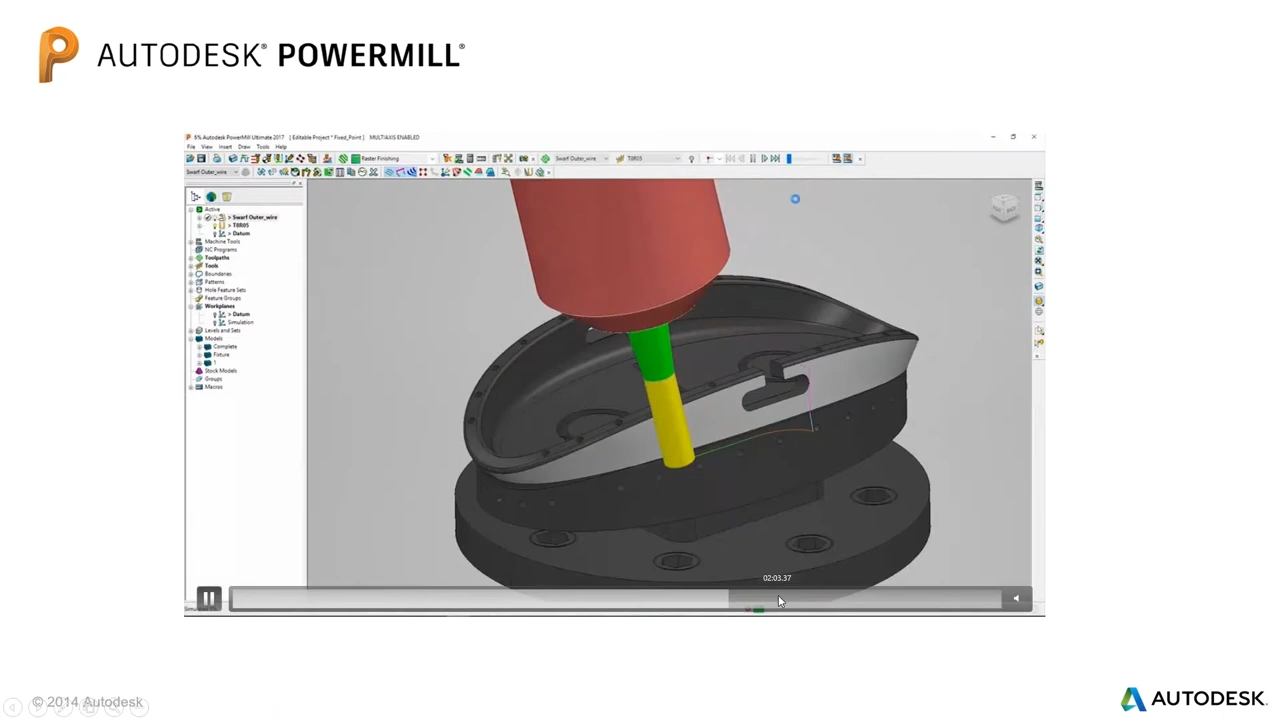 AUTODESK® POWERMILL®
5% Autodesk PowerMill Ultimate 2017 [ Editable Project * Fixed_Point ] MULTIAXIS ENABLED
File View Insert Draw Tools Help
Raster Finishing Swarf Outer_wire T8R05
Swarf Outer_wire
Active
> Swarf Outer_wire
> T8R05
> Datum
Machine Tools
NC Programs
Toolpaths
Tools
Boundaries
Patterns
Hole Feature Sets
Feature Groups
Workplanes
> Datum
Simulation
Levels and Sets
Models
Complete
Fixture
1
Stock Models
Groups
Macros
02:03.37
© 2014 Autodesk
AUTODESK.